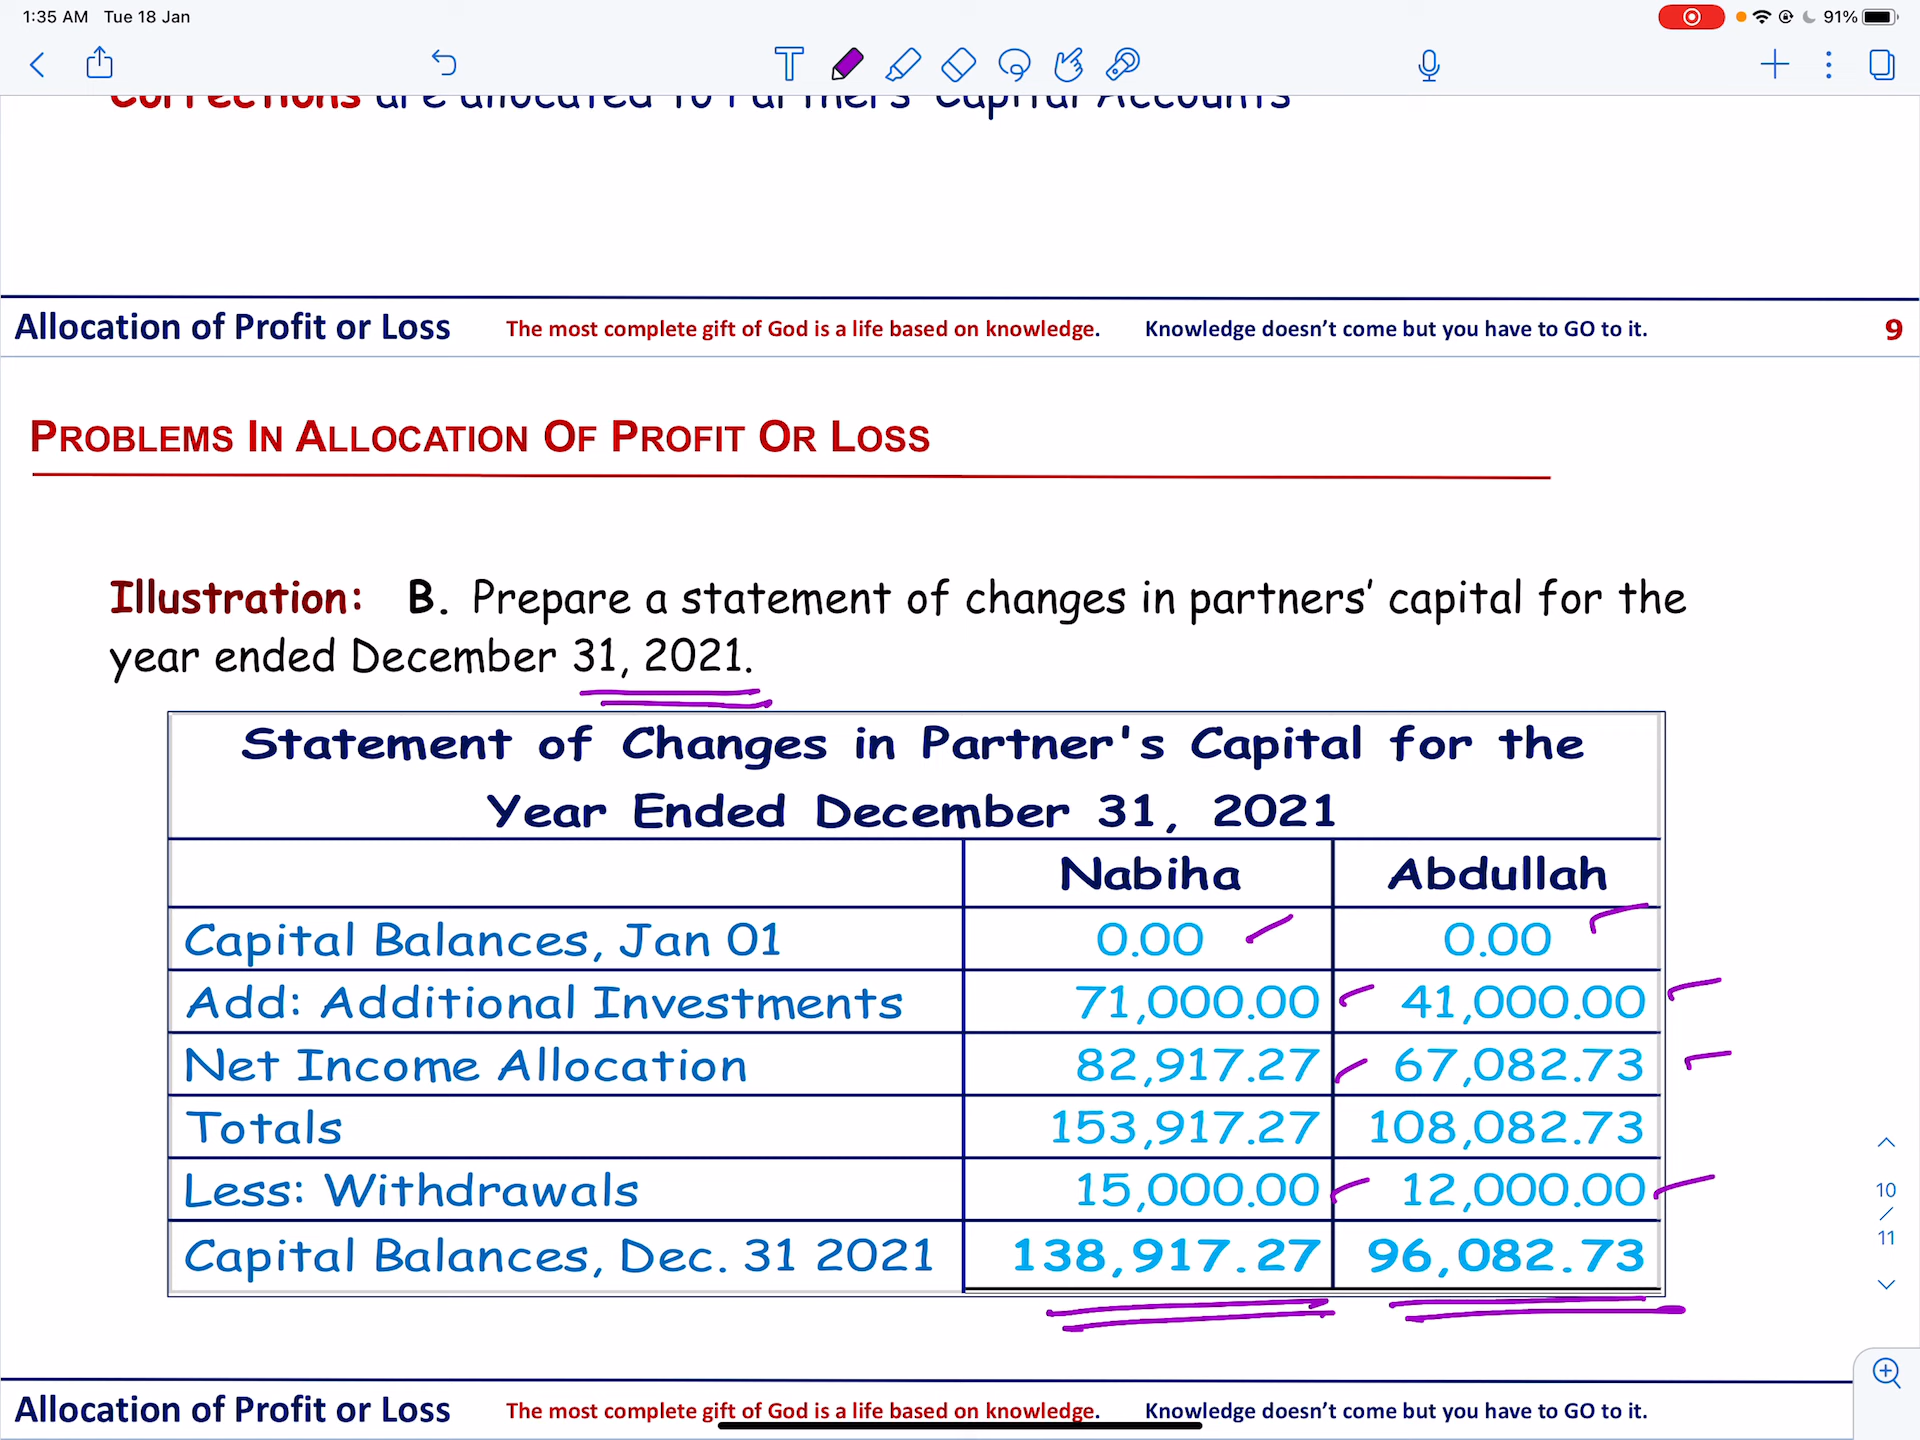 1:35 AM Tue 18 Jan 91%
Corrections are allocated to Partners' Capital Accounts
Allocation of Profit or Loss The most complete gift of God is a life based on knowledge. Knowledge doesn’t come but you have to GO to it. 9
PROBLEMS IN ALLOCATION OF PROFIT OR LOSS
Illustration: B. Prepare a statement of changes in partners’ capital for the
year ended December 31, 2021.
Statement of Changes in Partner's Capital for the
Year Ended December 31, 2021
Nabiha Abdullah
Capital Balances, Jan 01 0.00 0.00
Add: Additional Investments 71,000.00 41,000.00
Net Income Allocation 82,917.27 67,082.73
Totals 153,917.27 108,082.73
Less: Withdrawals 15,000.00 12,000.00
Capital Balances, Dec. 31 2021 138,917.27 96,082.73
10
/
11
Allocation of Profit or Loss The most complete gift of God is a life based on knowledge. Knowledge doesn’t come but you have to GO to it.